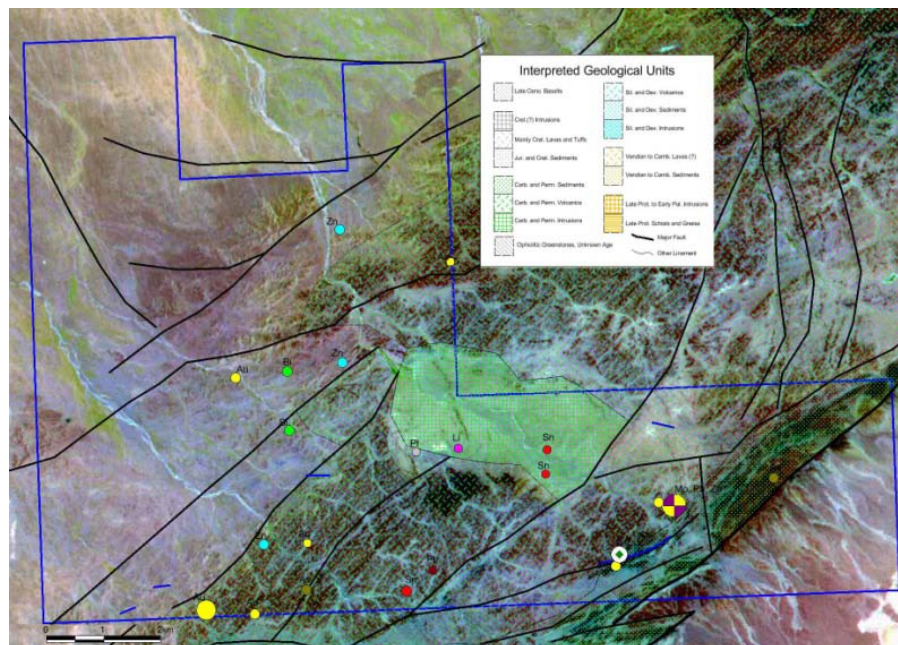 Interpreted Geological Units
Late Ceno. Basalts
Cret.(?) Intrusions
Mainly Cret. Lavas and Tuffs
Jur. and Cret. Sediments
Carb. and Perm. Sediments
Carb. and Perm. Volcanics
Carb. and Perm. Intrusions
Ophiolitic Greenstones, Unknown Age
Sil. and Dev. Volcanics
Sil. and Dev. Sediments
Sil. and Dev. Intrusions
Vendian to Camb. Lavas (?)
Vendian to Camb. Sediments
Late Prot. to Early Pal. Intrusions
Late Prot. Schists and Gneiss
Major Fault
Other Lineament
Zn
Au
Bi
Li
Sn
Sn
0 1